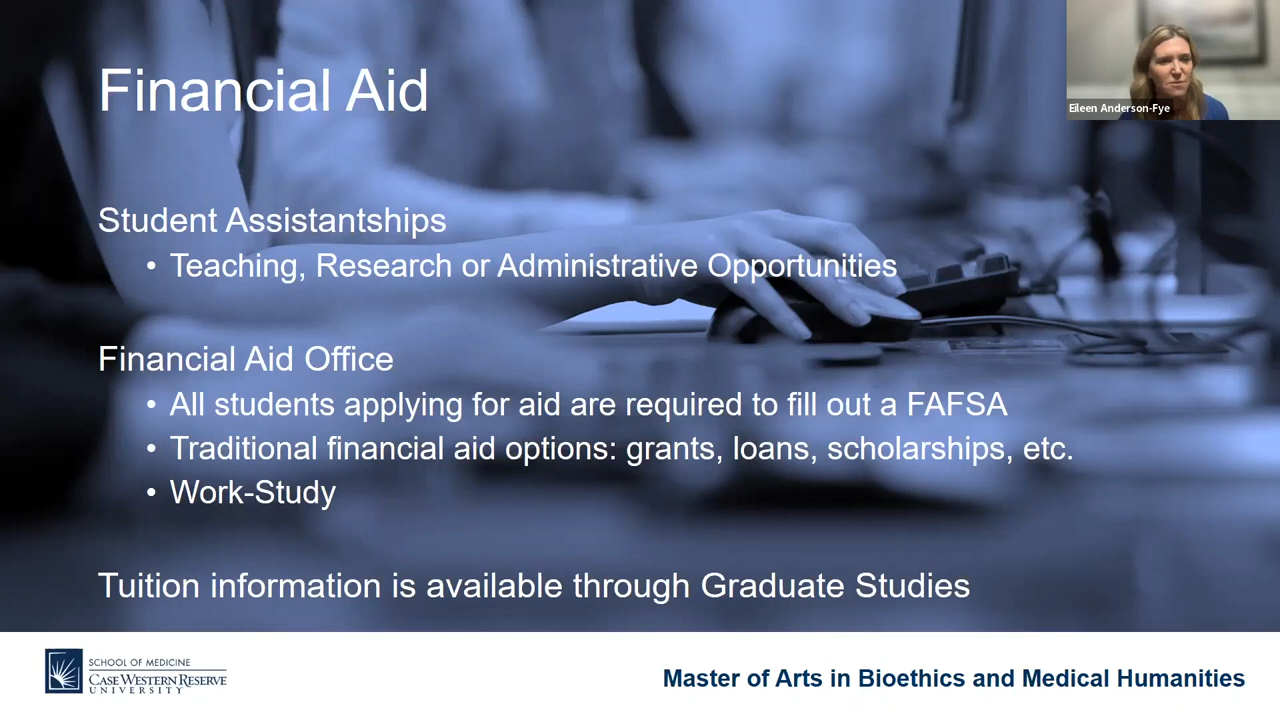 Financial Aid
Eileen Anderson-Fye
Student Assistantships
• Teaching, Research or Administrative Opportunities
Financial Aid Office
• All students applying for aid are required to fill out a FAFSA
• Traditional financial aid options: grants, loans, scholarships, etc.
• Work-Study
Tuition information is available through Graduate Studies
SCHOOL OF MEDICINE
CASE WESTERN RESERVE
UNIVERSITY
Master of Arts in Bioethics and Medical Humanities